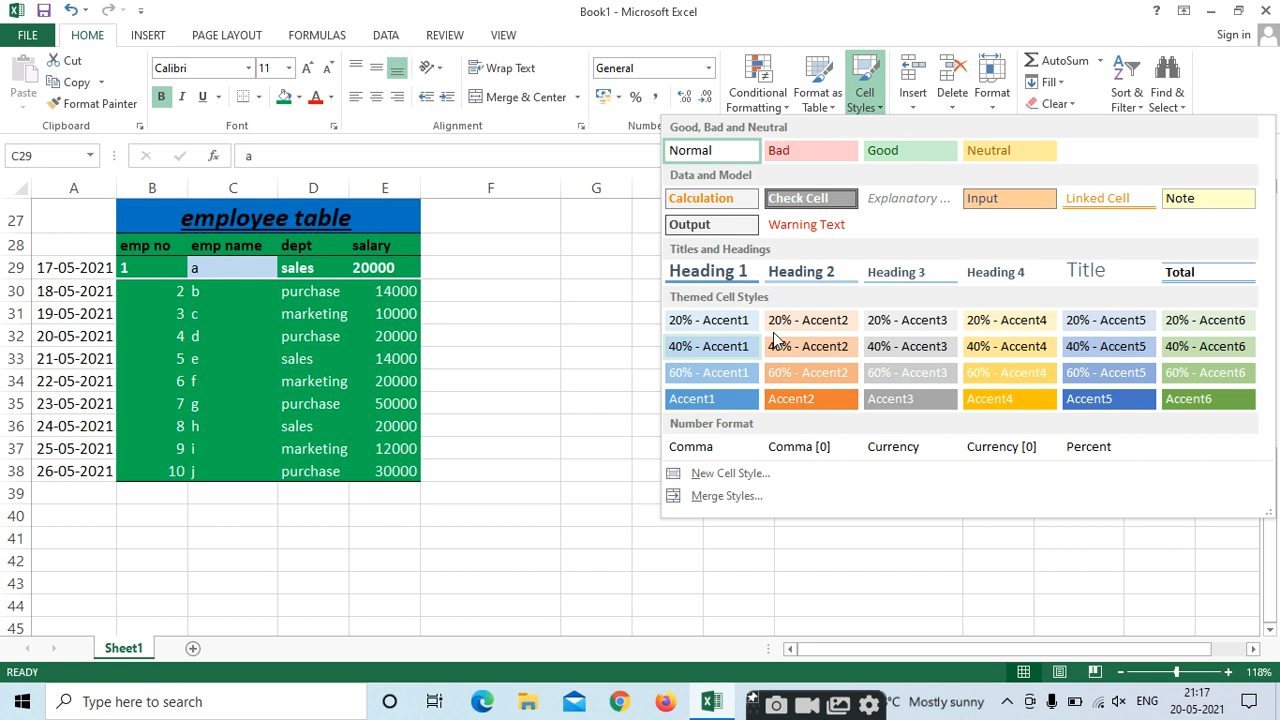 Book1 - Microsoft Excel
?
FILE HOME INSERT PAGE LAYOUT FORMULAS DATA REVIEW VIEW Sign in
Cut
Copy
Format Painter
Paste
Clipboard
Calibri 11
B I U A
Font
Wrap Text
Merge & Center
Alignment
General
% ,
Conditional Formatting
Format as Table
Cell Styles
Insert
Delete
Format
AutoSum
Fill
Clear
Sort & Filter
Find & Select
C29 fx a
A B C D E F G
27 employee table
28 emp no emp name dept salary
29 17-05-2021 1 a sales 20000
30 18-05-2021 2 b purchase 14000
31 19-05-2021 3 c marketing 10000
32 20-05-2021 4 d purchase 20000
33 21-05-2021 5 e sales 14000
34 22-05-2021 6 f marketing 20000
35 23-05-2021 7 g purchase 50000
36 24-05-2021 8 h sales 20000
37 25-05-2021 9 i marketing 12000
38 26-05-2021 10 j purchase 30000
39
40
41
42
43
44
45
Good, Bad and Neutral
Normal Bad Good Neutral
Data and Model
Calculation Check Cell Explanatory ... Input Linked Cell Note
Output Warning Text
Titles and Headings
Heading 1 Heading 2 Heading 3 Heading 4 Title Total
Themed Cell Styles
20% - Accent1 20% - Accent2 20% - Accent3 20% - Accent4 20% - Accent5 20% - Accent6
40% - Accent1 40% - Accent2 40% - Accent3 40% - Accent4 40% - Accent5 40% - Accent6
60% - Accent1 60% - Accent2 60% - Accent3 60% - Accent4 60% - Accent5 60% - Accent6
Accent1 Accent2 Accent3 Accent4 Accent5 Accent6
Number Format
Comma Comma [0] Currency Currency [0] Percent
New Cell Style...
Merge Styles...
Sheet1
READY 118%
Type here to search
C Mostly sunny
ENG
21:17
20-05-2021